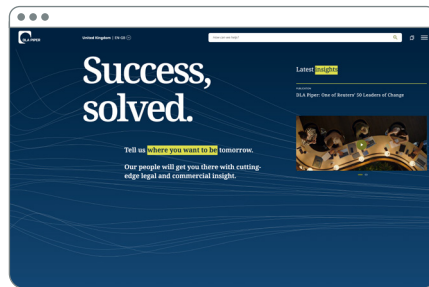 DLA PIPER
United Kingdom | EN-GB
How can we help?
Success,
solved.
Latest insights
PUBLICATION
DLA Piper: One of Reuters' 50 Leaders of Change
Tell us where you want to be tomorrow.
Our people will get you there with cutting-
edge legal and commercial insight.